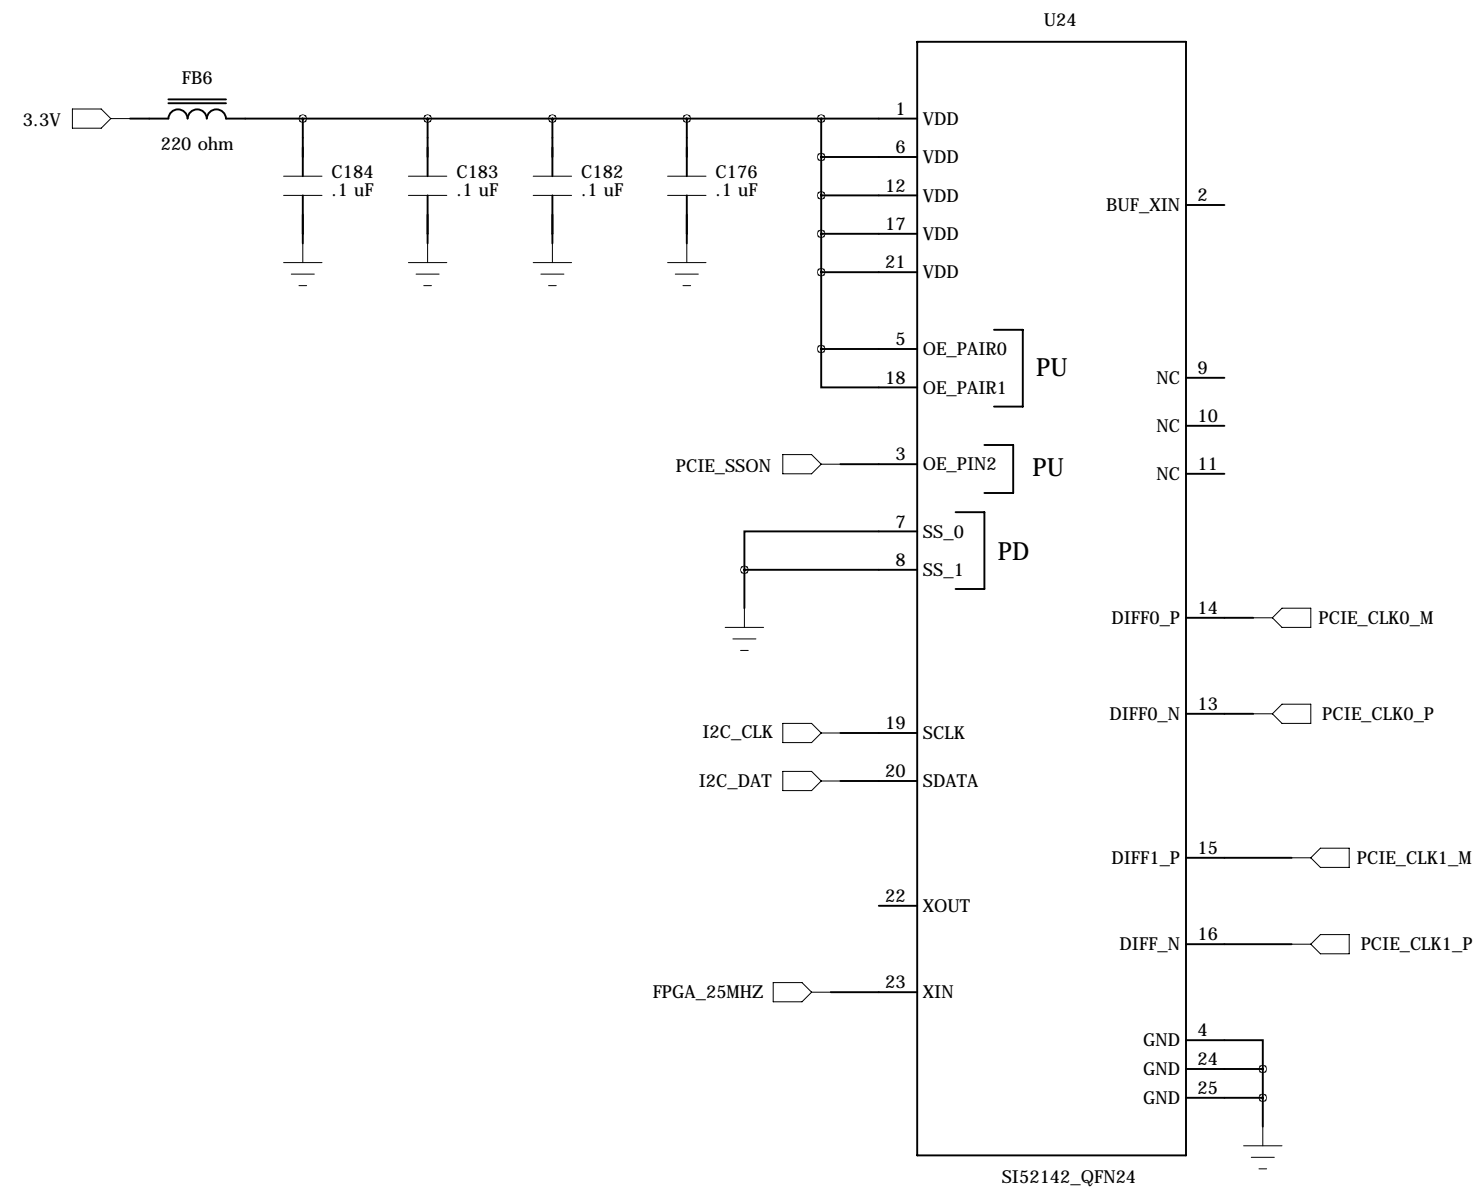 U24
FB6
3.3V
220 ohm
C184
.1 uF
C183
.1 uF
C182
.1 uF
C176
.1 uF
1 VDD
6 VDD
12 VDD
17 VDD
21 VDD
BUF_XIN 2
5 OE_PAIR0
18 OE_PAIR1
PU
NC 9
NC 10
NC 11
PCIE_SSON 3 OE_PIN2 PU
7 SS_0
8 SS_1
PD
DIFF0_P 14 PCIE_CLK0_M
DIFF0_N 13 PCIE_CLK0_P
I2C_CLK 19 SCLK
I2C_DAT 20 SDATA
DIFF1_P 15 PCIE_CLK1_M
22 XOUT
DIFF_N 16 PCIE_CLK1_P
FPGA_25MHZ 23 XIN
GND 4
GND 24
GND 25
SI52142_QFN24